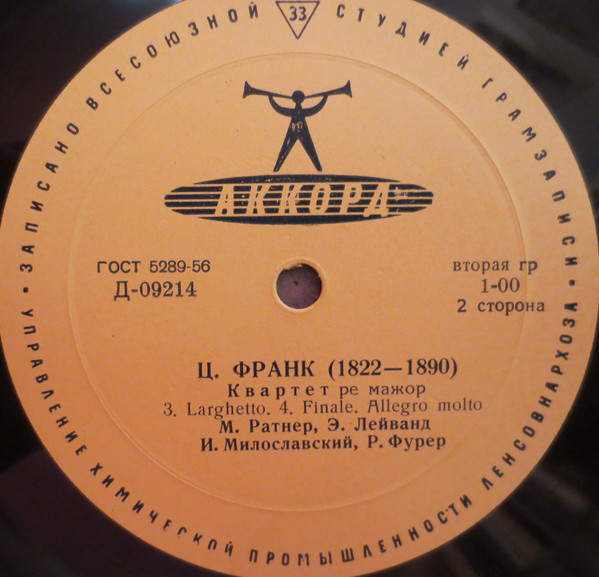 ЗАПИСАНО ВСЕСОЮЗНОЙ СТУДИЕЙ ГРАМЗАПИСИ
33
АККОРД
ГОСТ 5289-56
Д-09214
вторая гр
1-00
2 сторона
Ц. ФРАНК (1822—1890)
Квартет ре мажор
3. Larghetto. 4. Finale. Allegro molto
М. Ратнер, Э. Лейванд
И. Милославский, Р. Фурер
• УПРАВЛЕНИЕ ХИМИЧЕСКОЙ ПРОМЫШЛЕННОСТИ ЛЕНСОВНАРХОЗА •